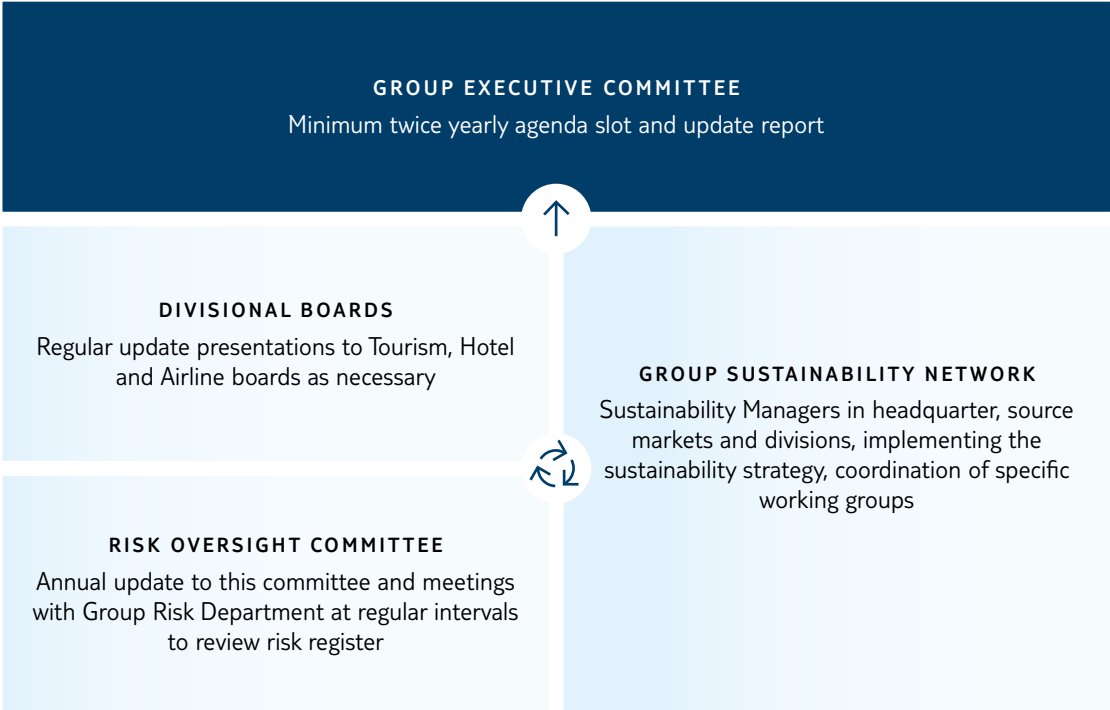 GROUP EXECUTIVE COMMITTEE
Minimum twice yearly agenda slot and update report
DIVISIONAL BOARDS
Regular update presentations to Tourism, Hotel
and Airline boards as necessary
RISK OVERSIGHT COMMITTEE
Annual update to this committee and meetings
with Group Risk Department at regular intervals
to review risk register
GROUP SUSTAINABILITY NETWORK
Sustainability Managers in headquarter, source
markets and divisions, implementing the
sustainability strategy, coordination of specific
working groups